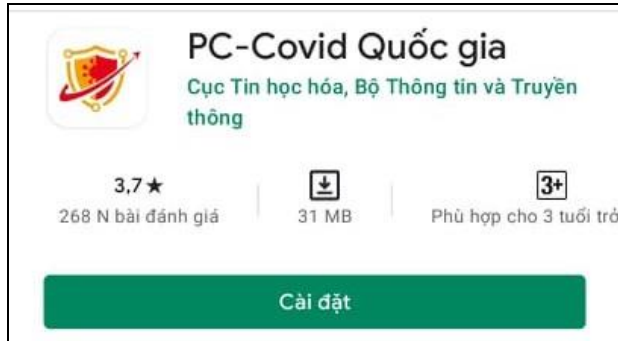 PC-Covid Quốc gia
Cục Tin học hóa, Bộ Thông tin và Truyền
thông
3,7★
3+
268 N bài đánh giá
31 MB
Phù hợp cho 3 tuổi trở
Cài đặt